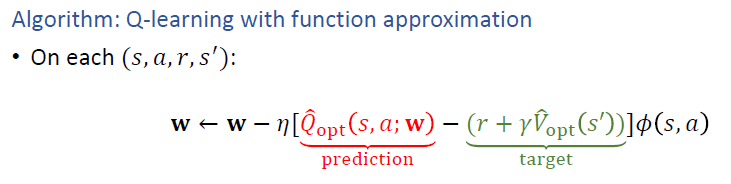 Algorithm: Q-learning with function approximation
• On each (s, a, r, s′):
w ← w − η[Q̂opt(s, a; w) − (r + γV̂opt(s′))]ϕ(s, a)
prediction target